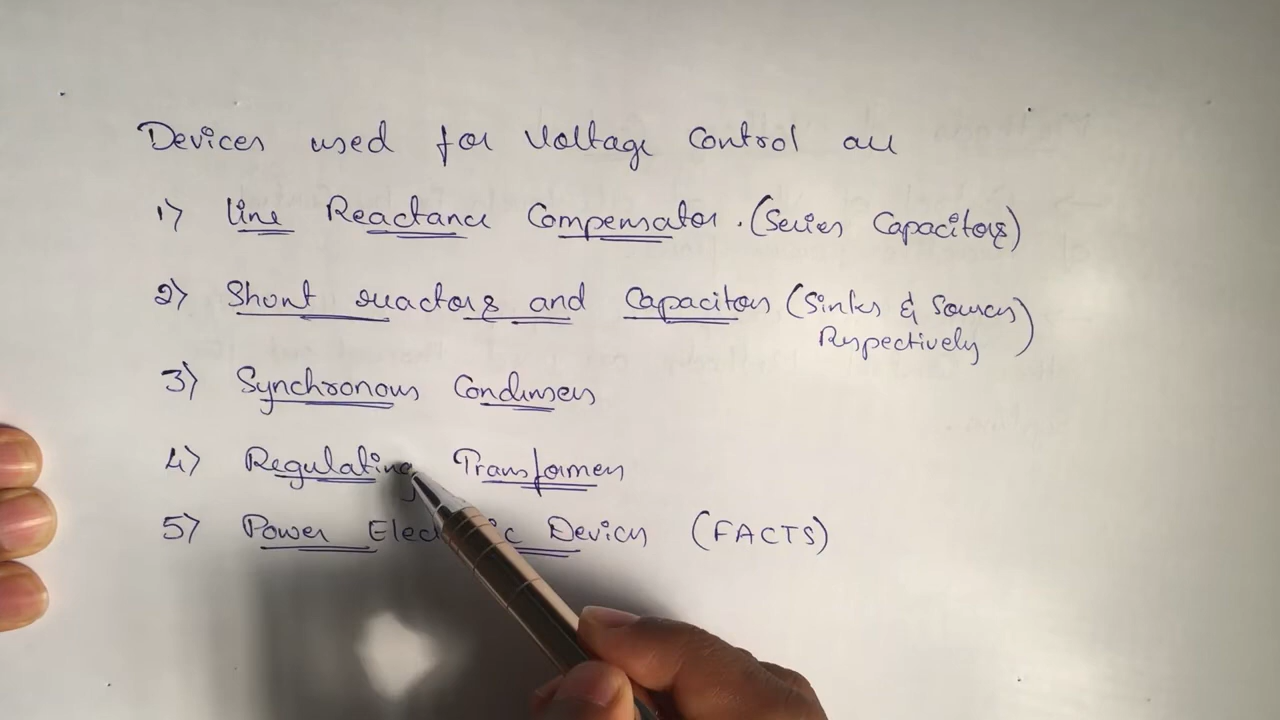 Devices used for Voltage Control are
1) Line Reactance Compensator. (Series Capacitors)
2) Shunt reactors and Capacitors (Sinks & Sources)
Respectively
3) Synchronous Condensers
4) Regulating Transformers
5) Power Electronic Devices (FACTS)